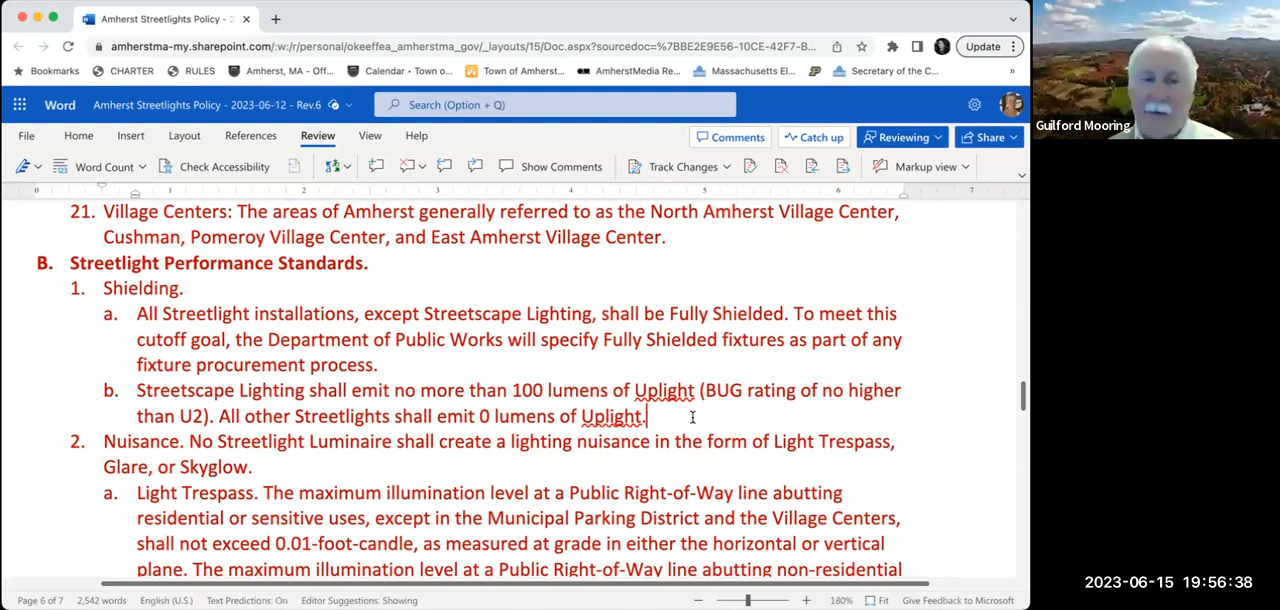 Amherst Streetlights Policy - 2
amherstma-my.sharepoint.com/:w:/r/personal/okeeffea_amherstma_gov/_layouts/15/Doc.aspx?sourcedoc=%7BBE2E9E56-10CE-42F7-B...
Update
Bookmarks CHARTER RULES Amherst, MA - Off... Calendar • Town o... Town of Amherst... AmherstMedia Re... Massachusetts El... Secretary of the C... »
Word Amherst Streetlights Policy - 2023-06-12 - Rev.6 Search (Option + Q)
File Home Insert Layout References Review View Help Comments Catch up Reviewing Share
Word Count Check Accessibility Show Comments Track Changes Markup view
0 1 2 3 4 5 6 7
21. Village Centers: The areas of Amherst generally referred to as the North Amherst Village Center,
Cushman, Pomeroy Village Center, and East Amherst Village Center.
B. Streetlight Performance Standards.
1. Shielding.
a. All Streetlight installations, except Streetscape Lighting, shall be Fully Shielded. To meet this
cutoff goal, the Department of Public Works will specify Fully Shielded fixtures as part of any
fixture procurement process.
b. Streetscape Lighting shall emit no more than 100 lumens of Uplight (BUG rating of no higher
than U2). All other Streetlights shall emit 0 lumens of Uplight.
2. Nuisance. No Streetlight Luminaire shall create a lighting nuisance in the form of Light Trespass,
Glare, or Skyglow.
a. Light Trespass. The maximum illumination level at a Public Right-of-Way line abutting
residential or sensitive uses, except in the Municipal Parking District and the Village Centers,
shall not exceed 0.01-foot-candle, as measured at grade in either the horizontal or vertical
plane. The maximum illumination level at a Public Right-of-Way line abutting non-residential
Page 6 of 7 2,542 words English (U.S.) Text Predictions: On Editor Suggestions: Showing 180% Fit Give Feedback to Microsoft
Guilford Mooring
2023-06-15 19:56:38